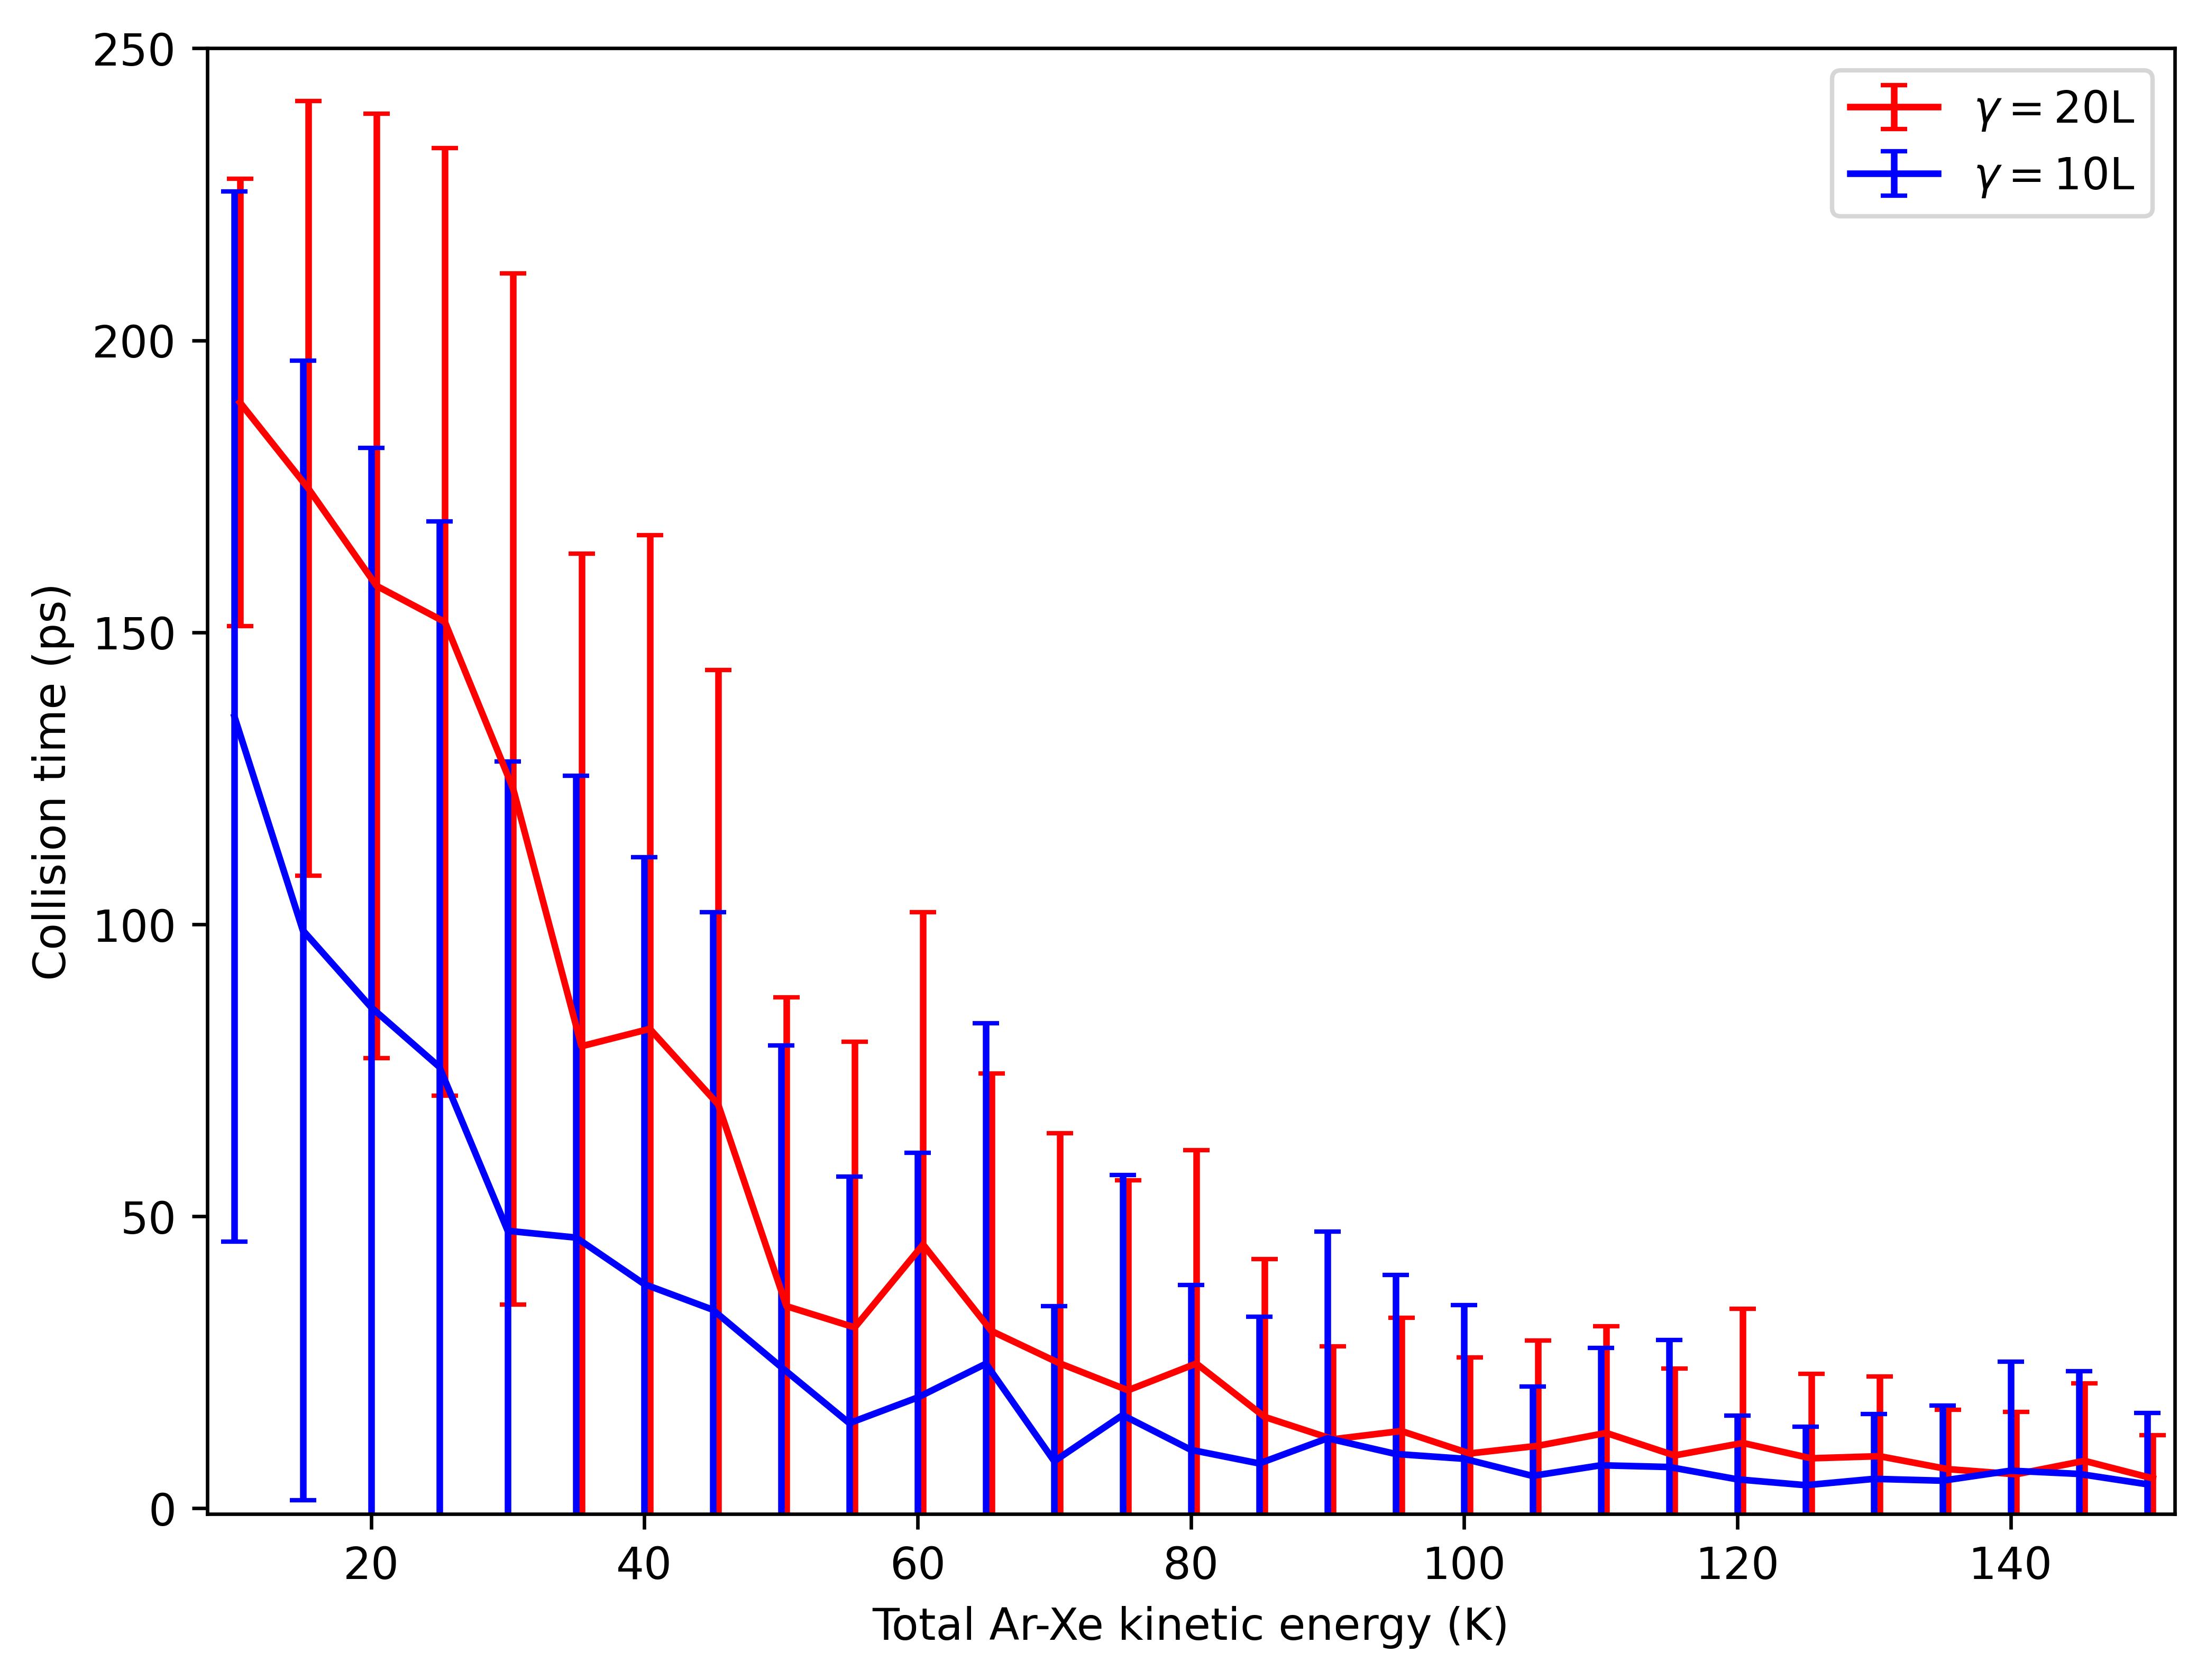 250
200
150
100
50
0
Collision time (ps)
γ = 20L
γ = 10L
20 40 60 80 100 120 140
Total Ar-Xe kinetic energy (K)